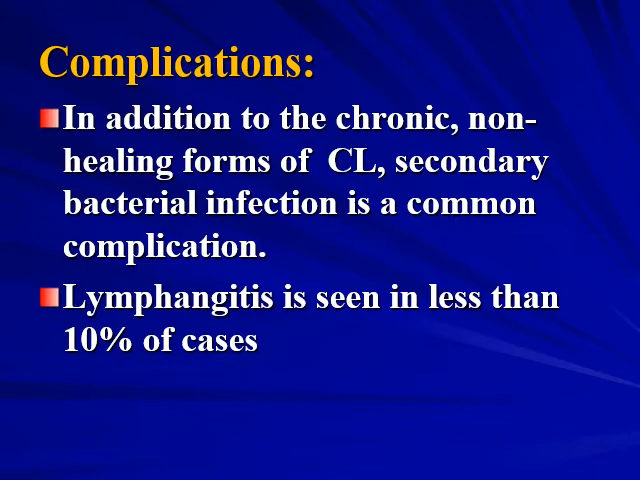 Complications:
In addition to the chronic, non-
healing forms of  CL, secondary
bacterial infection is a common
complication.
Lymphangitis is seen in less than
10% of cases